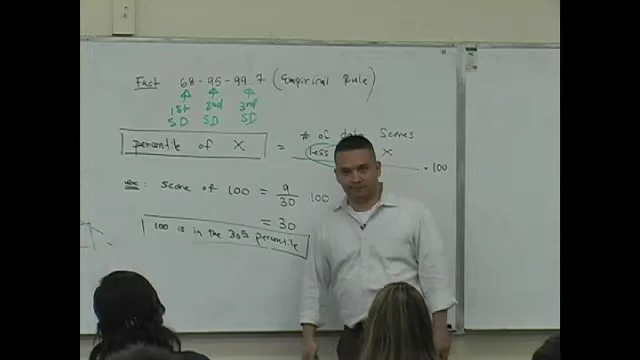 Fact 68 - 95 - 99.7 (Empirical Rule)
1st 2nd 3rd
SD SD SD
percentile of X = # of data scores
less X · 100
ex: score of 100 = 9/30 100
= 30
100 is in the 30th percentile